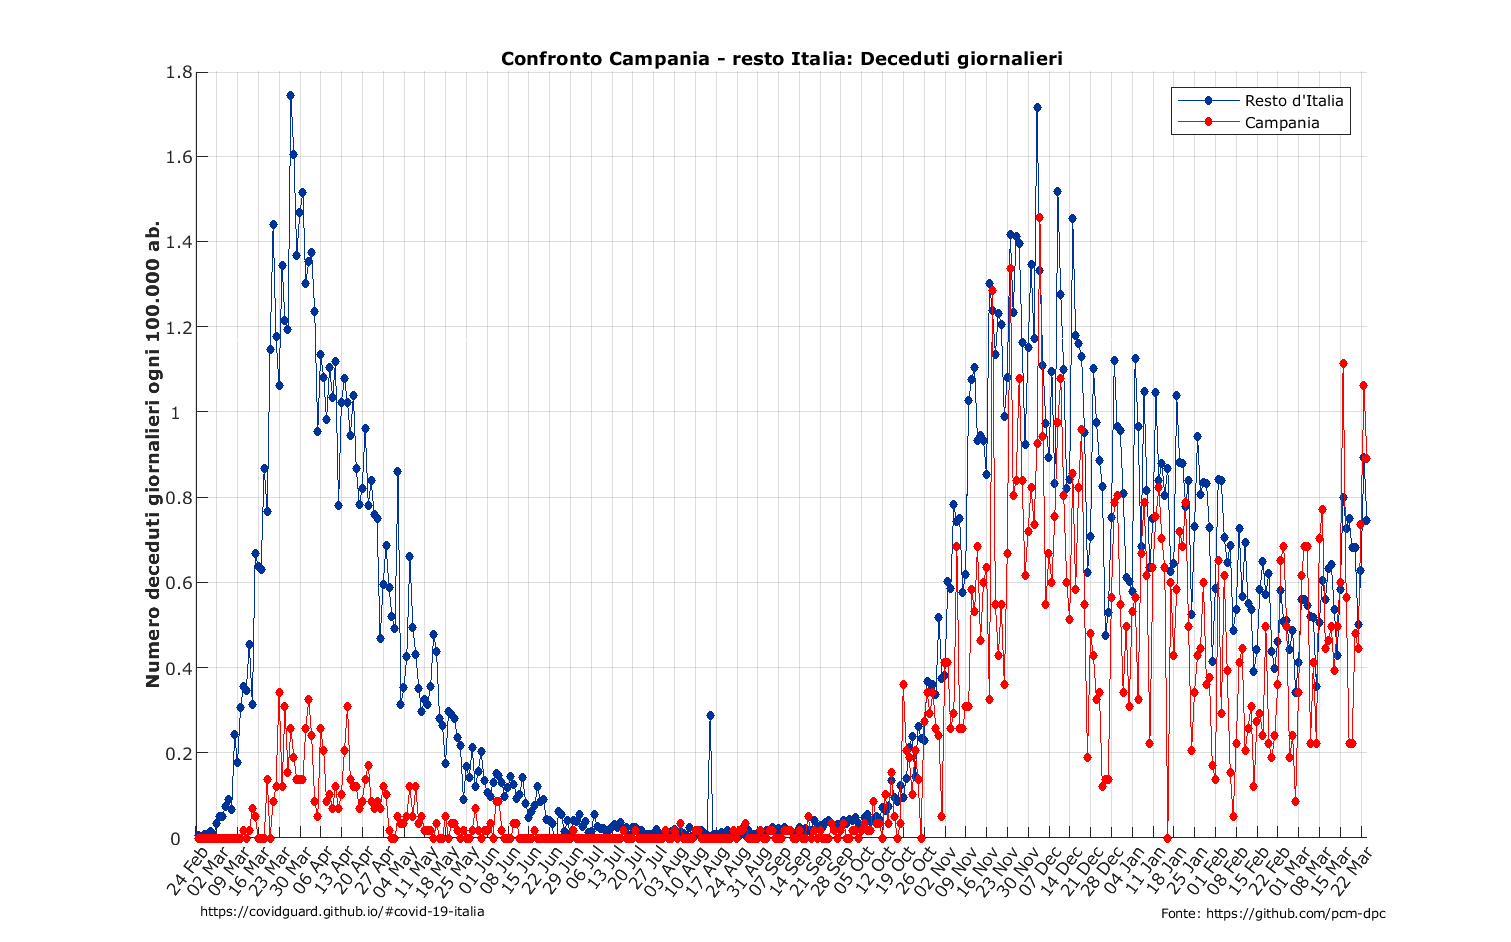 Confronto Campania - resto Italia: Deceduti giornalieri
Numero deceduti giornalieri ogni 100.000 ab.
1.8
1.6
1.4
1.2
1
0.8
0.6
0.4
0.2
0
Resto d'Italia
Campania
24 Feb
02 Mar
09 Mar
16 Mar
23 Mar
30 Mar
06 Apr
13 Apr
20 Apr
27 Apr
04 May
11 May
18 May
25 May
01 Jun
08 Jun
15 Jun
22 Jun
29 Jun
06 Jul
13 Jul
20 Jul
27 Jul
03 Aug
10 Aug
17 Aug
24 Aug
31 Aug
07 Sep
14 Sep
21 Sep
28 Sep
05 Oct
12 Oct
19 Oct
26 Oct
02 Nov
09 Nov
16 Nov
23 Nov
30 Nov
07 Dec
14 Dec
21 Dec
28 Dec
04 Jan
11 Jan
18 Jan
25 Jan
01 Feb
08 Feb
15 Feb
22 Feb
01 Mar
08 Mar
15 Mar
22 Mar
https://covidguard.github.io/#covid-19-italia
Fonte: https://github.com/pcm-dpc